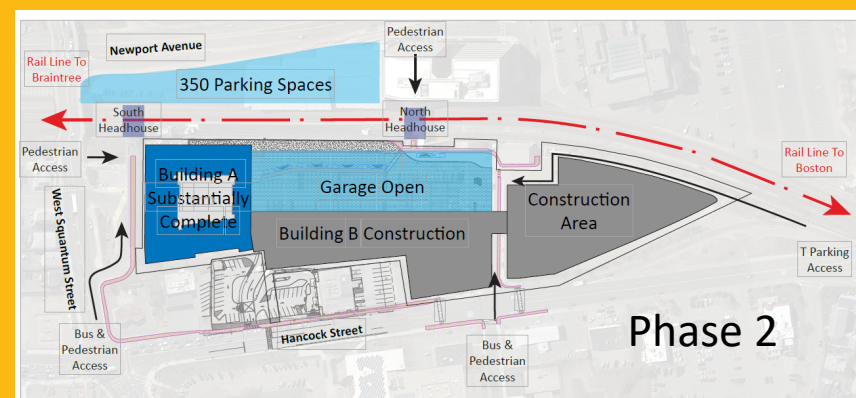 Newport Avenue
Pedestrian
Access
Rail Line To
Braintree
350 Parking Spaces
South
Headhouse
North
Headhouse
Pedestrian
Access
Building A
Substantially
Complete
Garage Open
Rail Line To
Boston
West Squantum Street
Construction
Area
Building B Construction
T Parking
Access
Hancock Street
Bus &
Pedestrian
Access
Bus &
Pedestrian
Access
Phase 2